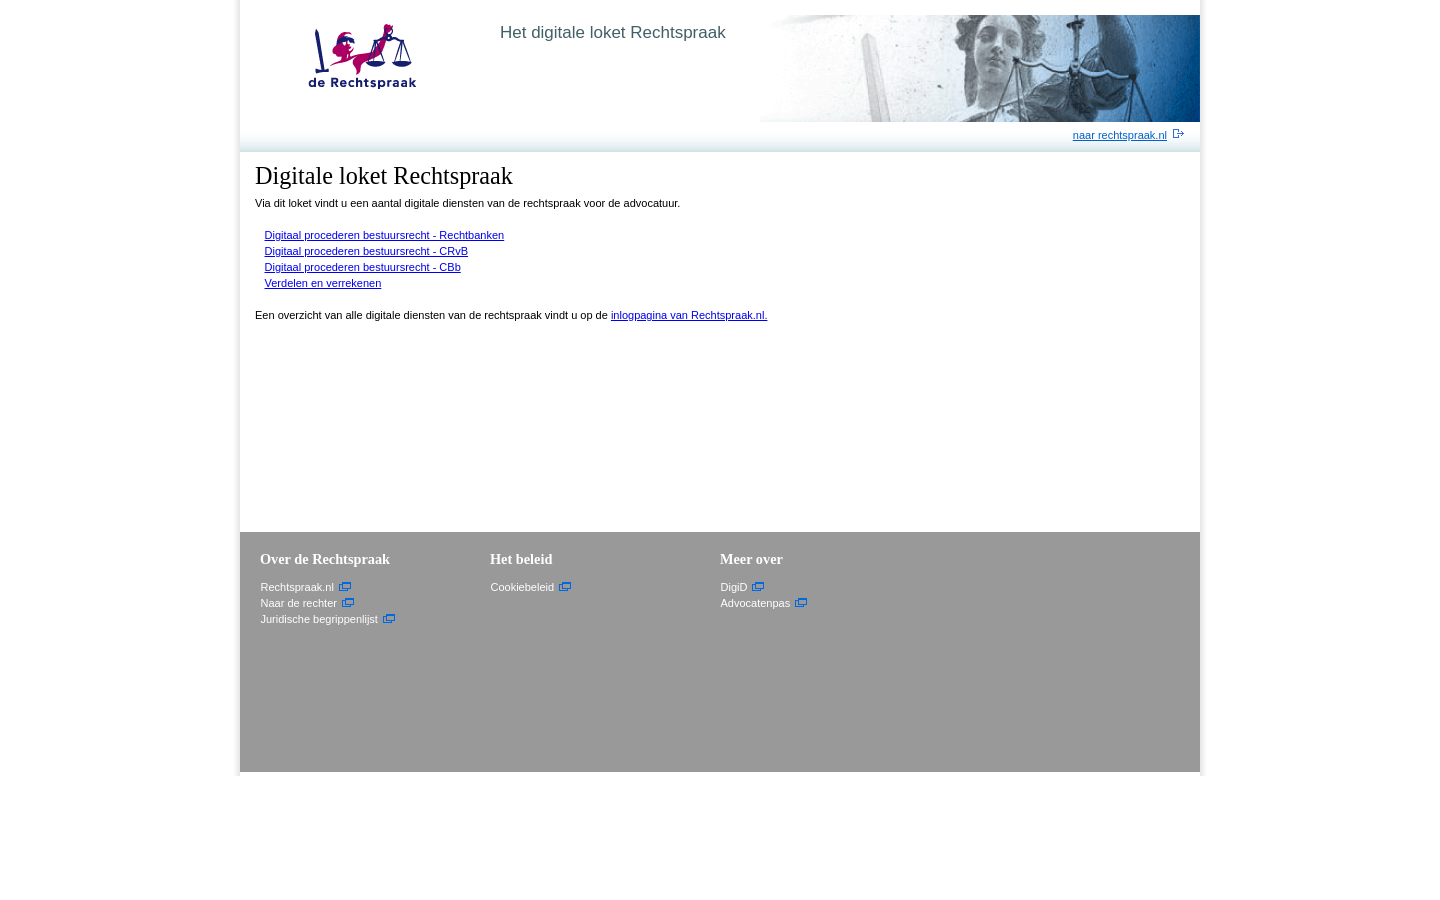 de Rechtspraak
Het digitale loket Rechtspraak
naar rechtspraak.nl
Digitale loket Rechtspraak
Via dit loket vindt u een aantal digitale diensten van de rechtspraak voor de advocatuur.
Digitaal procederen bestuursrecht - Rechtbanken
Digitaal procederen bestuursrecht - CRvB
Digitaal procederen bestuursrecht - CBb
Verdelen en verrekenen
Een overzicht van alle digitale diensten van de rechtspraak vindt u op de inlogpagina van Rechtspraak.nl.
Over de Rechtspraak
Rechtspraak.nl
Naar de rechter
Juridische begrippenlijst
Het beleid
Cookiebeleid
Meer over
DigiD
Advocatenpas